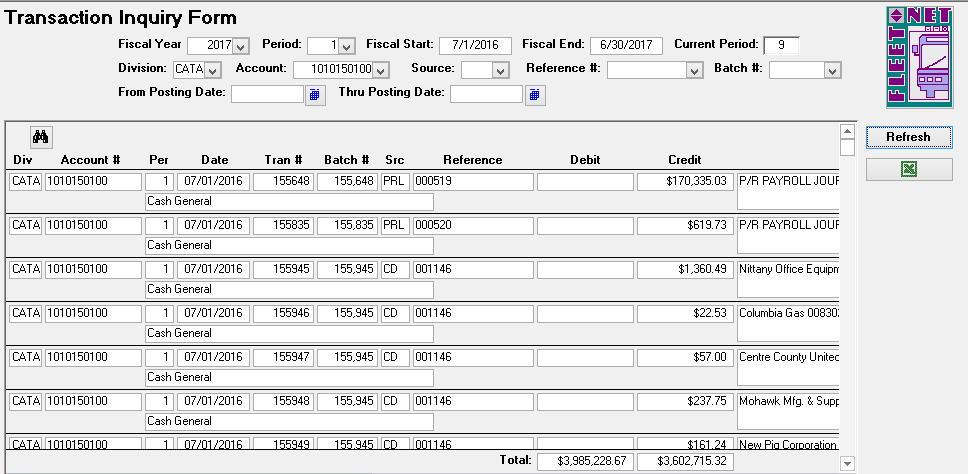 Transaction Inquiry Form
Fiscal Year 2017 Period: 1 Fiscal Start: 7/1/2016 Fiscal End: 6/30/2017 Current Period: 9
Division: CATA Account: 1010150100 Source: Reference #: Batch #:
From Posting Date: Thru Posting Date:
FLEET NET
Refresh
Div Account # Per Date Tran # Batch # Src Reference Debit Credit
CATA 1010150100 1 07/01/2016 155648 155,648 PRL 000519 $170,335.03 P/R PAYROLL JOUR
Cash General
CATA 1010150100 1 07/01/2016 155835 155,835 PRL 000520 $619.73 P/R PAYROLL JOUR
Cash General
CATA 1010150100 1 07/01/2016 155945 155,945 CD 001146 $1,360.49 Nittany Office Equipm
Cash General
CATA 1010150100 1 07/01/2016 155946 155,945 CD 001146 $22.53 Columbia Gas 00830
Cash General
CATA 1010150100 1 07/01/2016 155947 155,945 CD 001146 $57.00 Centre County United
Cash General
CATA 1010150100 1 07/01/2016 155948 155,945 CD 001146 $237.75 Mohawk Mfg. & Supp
Cash General
CATA 1010150100 1 07/01/2016 155949 155,945 CD 001146 $161.24 New Pig Corporation
Total: $3,985,228.67 $3,602,715.32